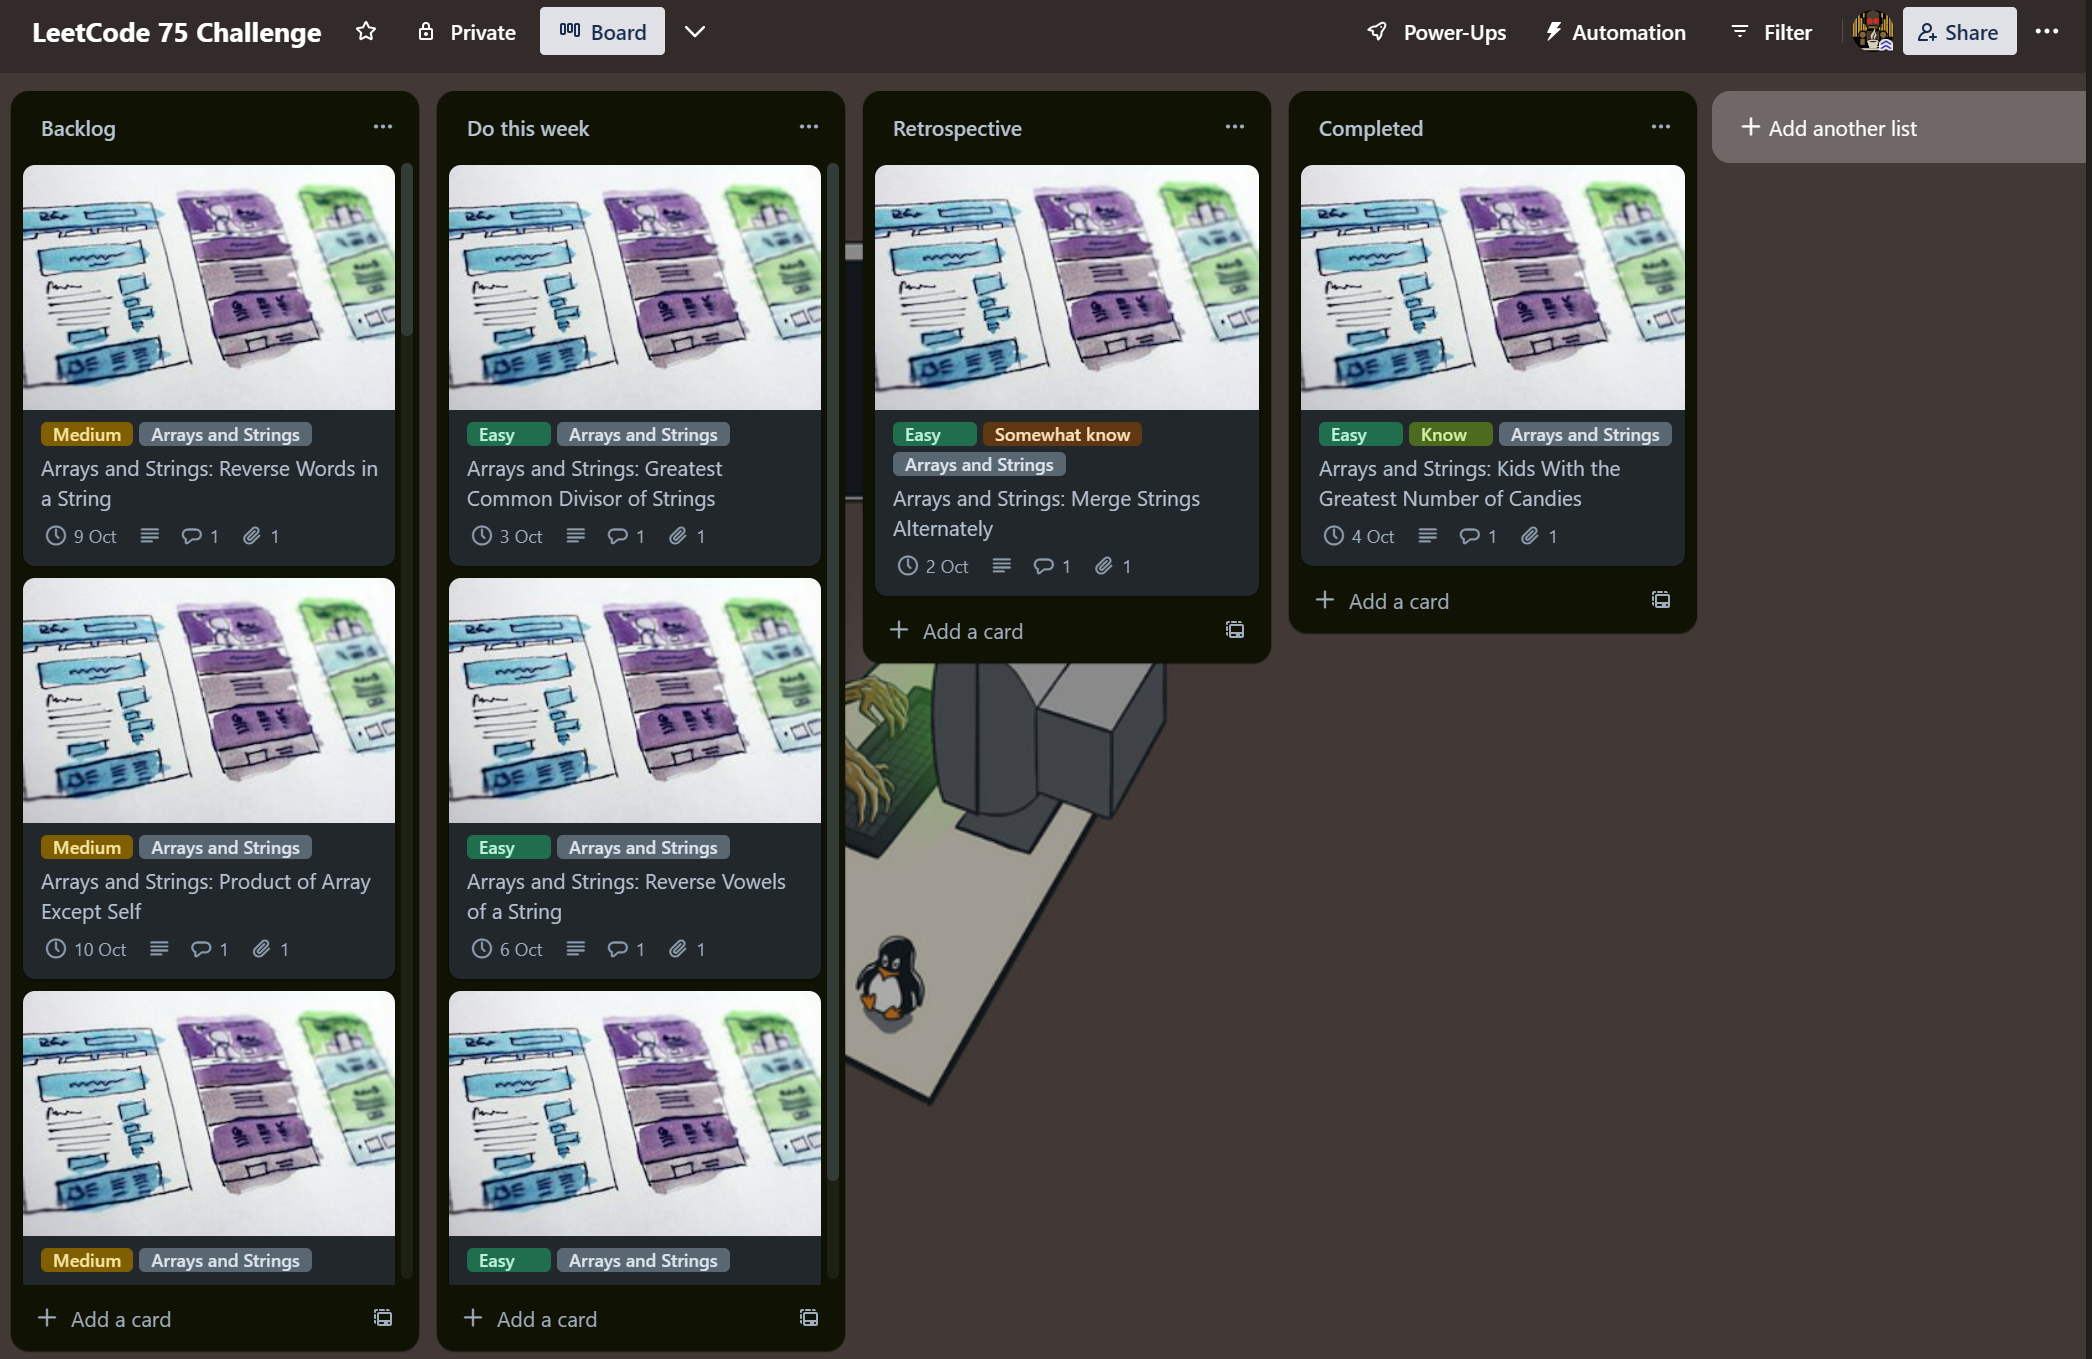 LeetCode 75 Challenge
Private
Board
Power-Ups
Automation
Filter
Share
Backlog
Medium
Arrays and Strings
Arrays and Strings: Reverse Words in
a String
9 Oct
1
1
Medium
Arrays and Strings
Arrays and Strings: Product of Array
Except Self
10 Oct
1
1
Medium
Arrays and Strings
Add a card
Do this week
Easy
Arrays and Strings
Arrays and Strings: Greatest
Common Divisor of Strings
3 Oct
1
1
Easy
Arrays and Strings
Arrays and Strings: Reverse Vowels
of a String
6 Oct
1
1
Easy
Arrays and Strings
Add a card
Retrospective
Easy
Somewhat know
Arrays and Strings
Arrays and Strings: Merge Strings
Alternately
2 Oct
1
1
Add a card
Completed
Easy
Know
Arrays and Strings
Arrays and Strings: Kids With the
Greatest Number of Candies
4 Oct
1
1
Add a card
Add another list